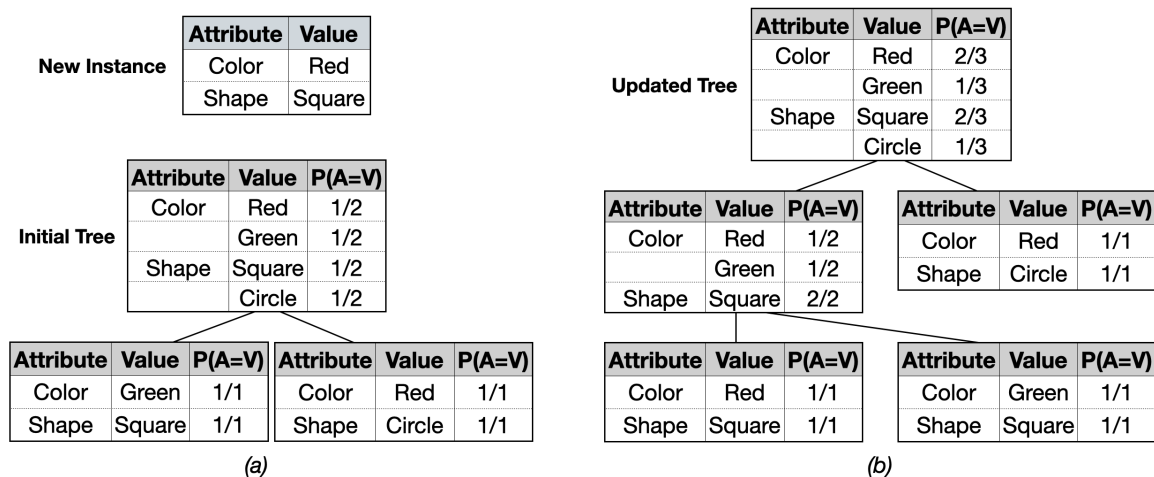 Attribute Value
New Instance
Color Red
Shape Square
Attribute Value P(A=V)
Color Red 1/2
Initial Tree
Green 1/2
Shape Square 1/2
Circle 1/2
Attribute Value P(A=V)
Color Green 1/1
Shape Square 1/1
Attribute Value P(A=V)
Color Red 1/1
Shape Circle 1/1
(a)
Attribute Value P(A=V)
Color Red 2/3
Updated Tree
Green 1/3
Shape Square 2/3
Circle 1/3
Attribute Value P(A=V)
Color Red 1/2
Green 1/2
Shape Square 2/2
Attribute Value P(A=V)
Color Red 1/1
Shape Circle 1/1
Attribute Value P(A=V)
Color Red 1/1
Shape Square 1/1
Attribute Value P(A=V)
Color Green 1/1
Shape Square 1/1
(b)